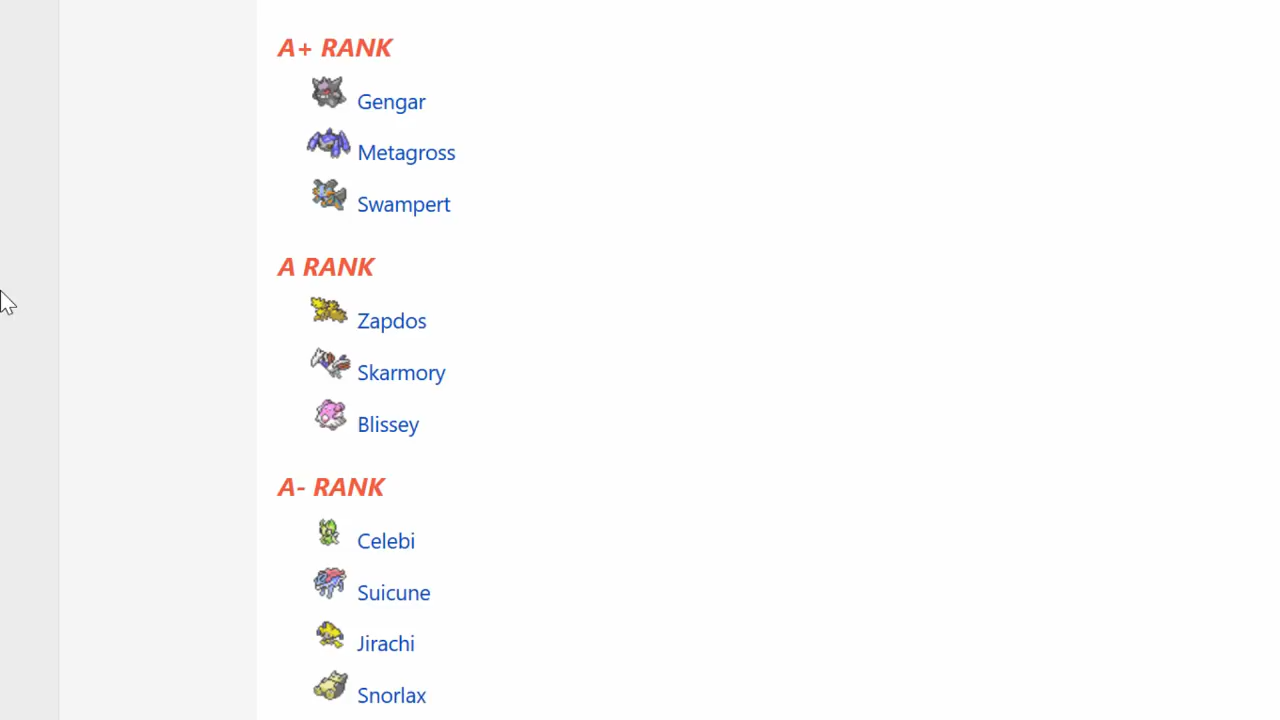 A+ RANK
Gengar
Metagross
Swampert
A RANK
Zapdos
Skarmory
Blissey
A- RANK
Celebi
Suicune
Jirachi
Snorlax